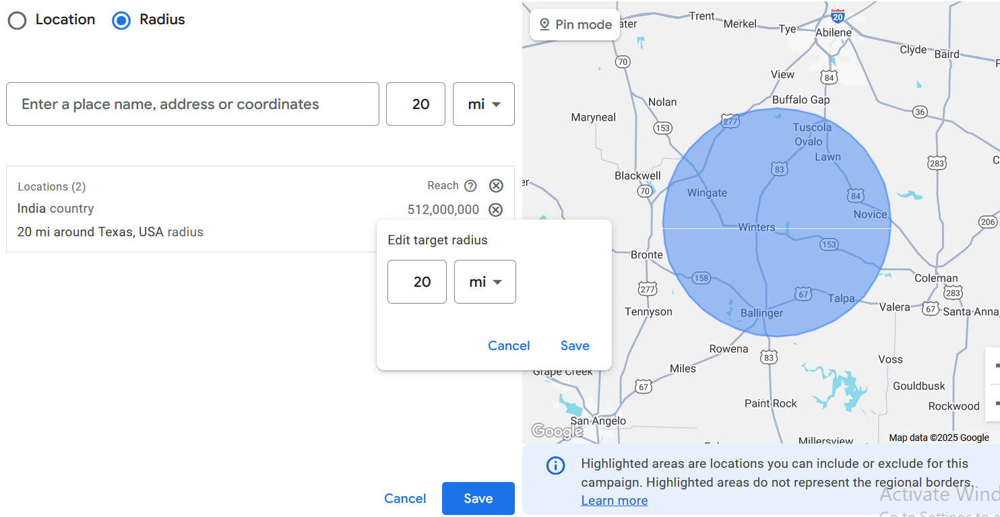 Location
Radius
Enter a place name, address or coordinates
20
mi
Locations (2)
Reach
India country
512,000,000
20 mi around Texas, USA radius
Edit target radius
20
mi
Cancel
Save
Cancel
Save
Pin mode
ater
Trent
Merkel
Tye
20
Abilene
Clyde
Baird
70
View
84
Buffalo Gap
Nolan
36
Maryneal
153
277
Tuscola
Ovalo
Lawn
83
283
Blackwell
70
Wingate
84
Novice
206
Winters
153
Bronte
158
Coleman
277
67
Talpa
283
Tennyson
Ballinger
Valera
67
Santa Anna
Rowena
83
Voss
Miles
Grape Creek
67
Gouldbusk
Paint Rock
Rockwood
San Angelo
Google
Millersview
Map data ©2025 Google
Highlighted areas are locations you can include or exclude for this
campaign. Highlighted areas do not represent the regional borders.
Learn more
Activate Wind
Go to Settings to